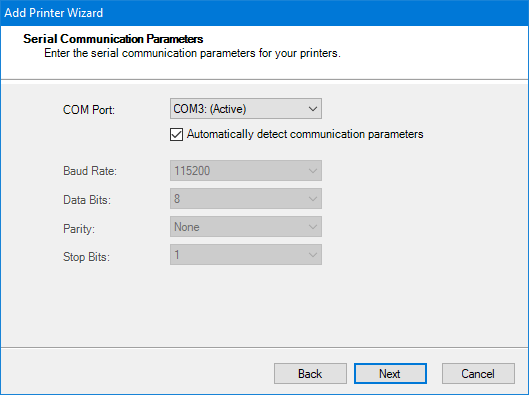 Add Printer Wizard
Serial Communication Parameters
Enter the serial communication parameters for your printers.
COM Port: COM3: (Active)
Automatically detect communication parameters
Baud Rate: 115200
Data Bits: 8
Parity: None
Stop Bits: 1
Back Next Cancel